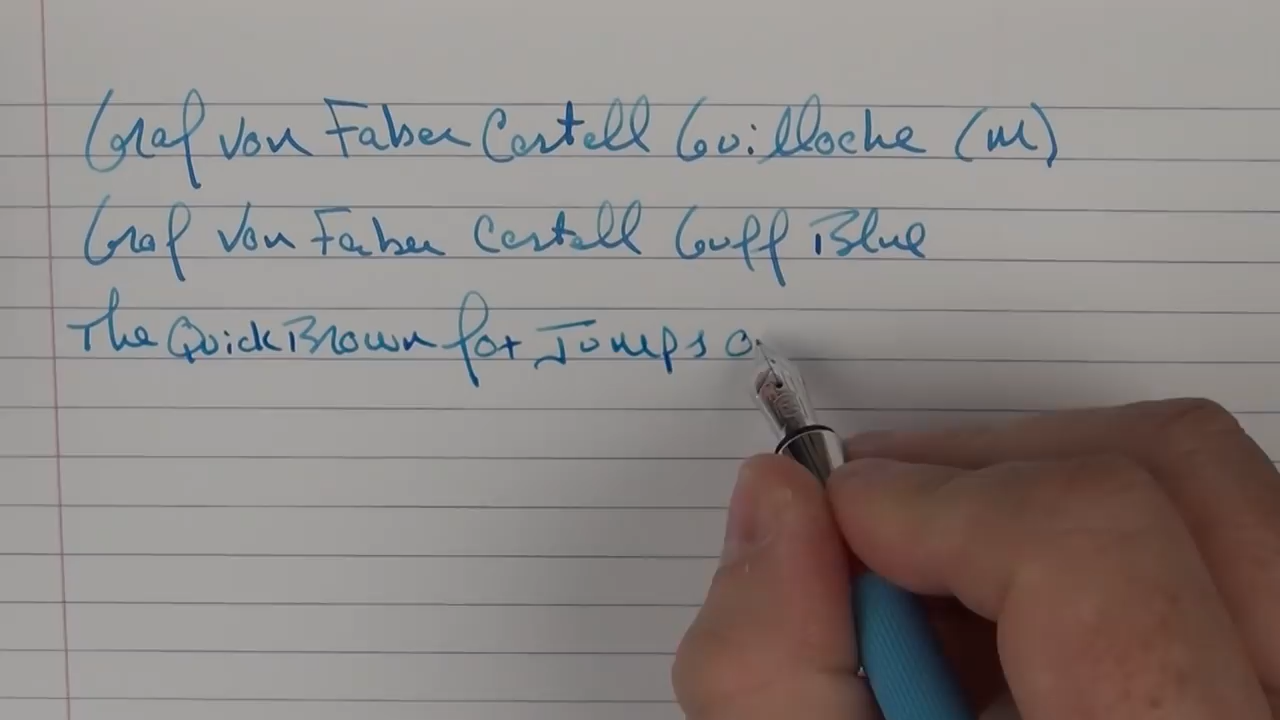 Graf von Faber Castell Guilloche (M)
Graf Von Faber Castell Gulf Blue
The Quick Brown fox Jumps o